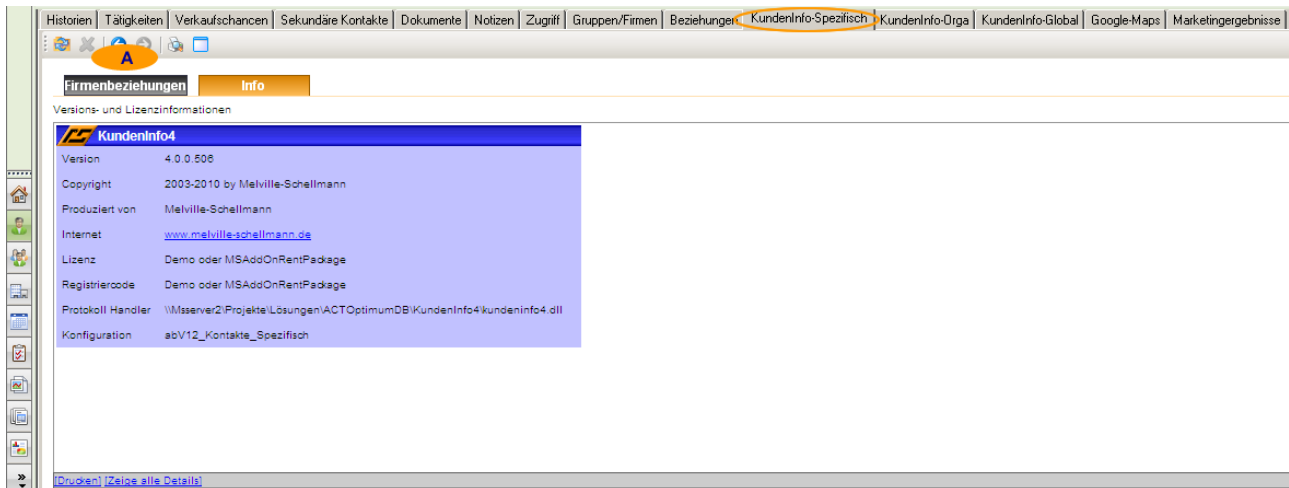 Historien Tätigkeiten Verkaufschancen Sekundäre Kontakte Dokumente Notizen Zugriff Gruppen/Firmen Beziehungen KundenInfo-Spezifisch KundenInfo-Orga KundenInfo-Global Google-Maps Marketingergebnisse
A
Firmenbeziehungen Info
Versions- und Lizenzinformationen
KundenInfo4
Version 4.0.0.506
Copyright 2003-2010 by Melville-Schellmann
Produziert von Melville-Schellmann
Internet www.melville-schellmann.de
Lizenz Demo oder MSAddOnRentPackage
Registriercode Demo oder MSAddOnRentPackage
Protokoll Handler \\Msserver2\Projekte\Lösungen\ACTOptimumDB\KundenInfo4\kundeninfo4.dll
Konfiguration abV12_Kontakte_Spezifisch
[Drucken] [Zeige alle Details]